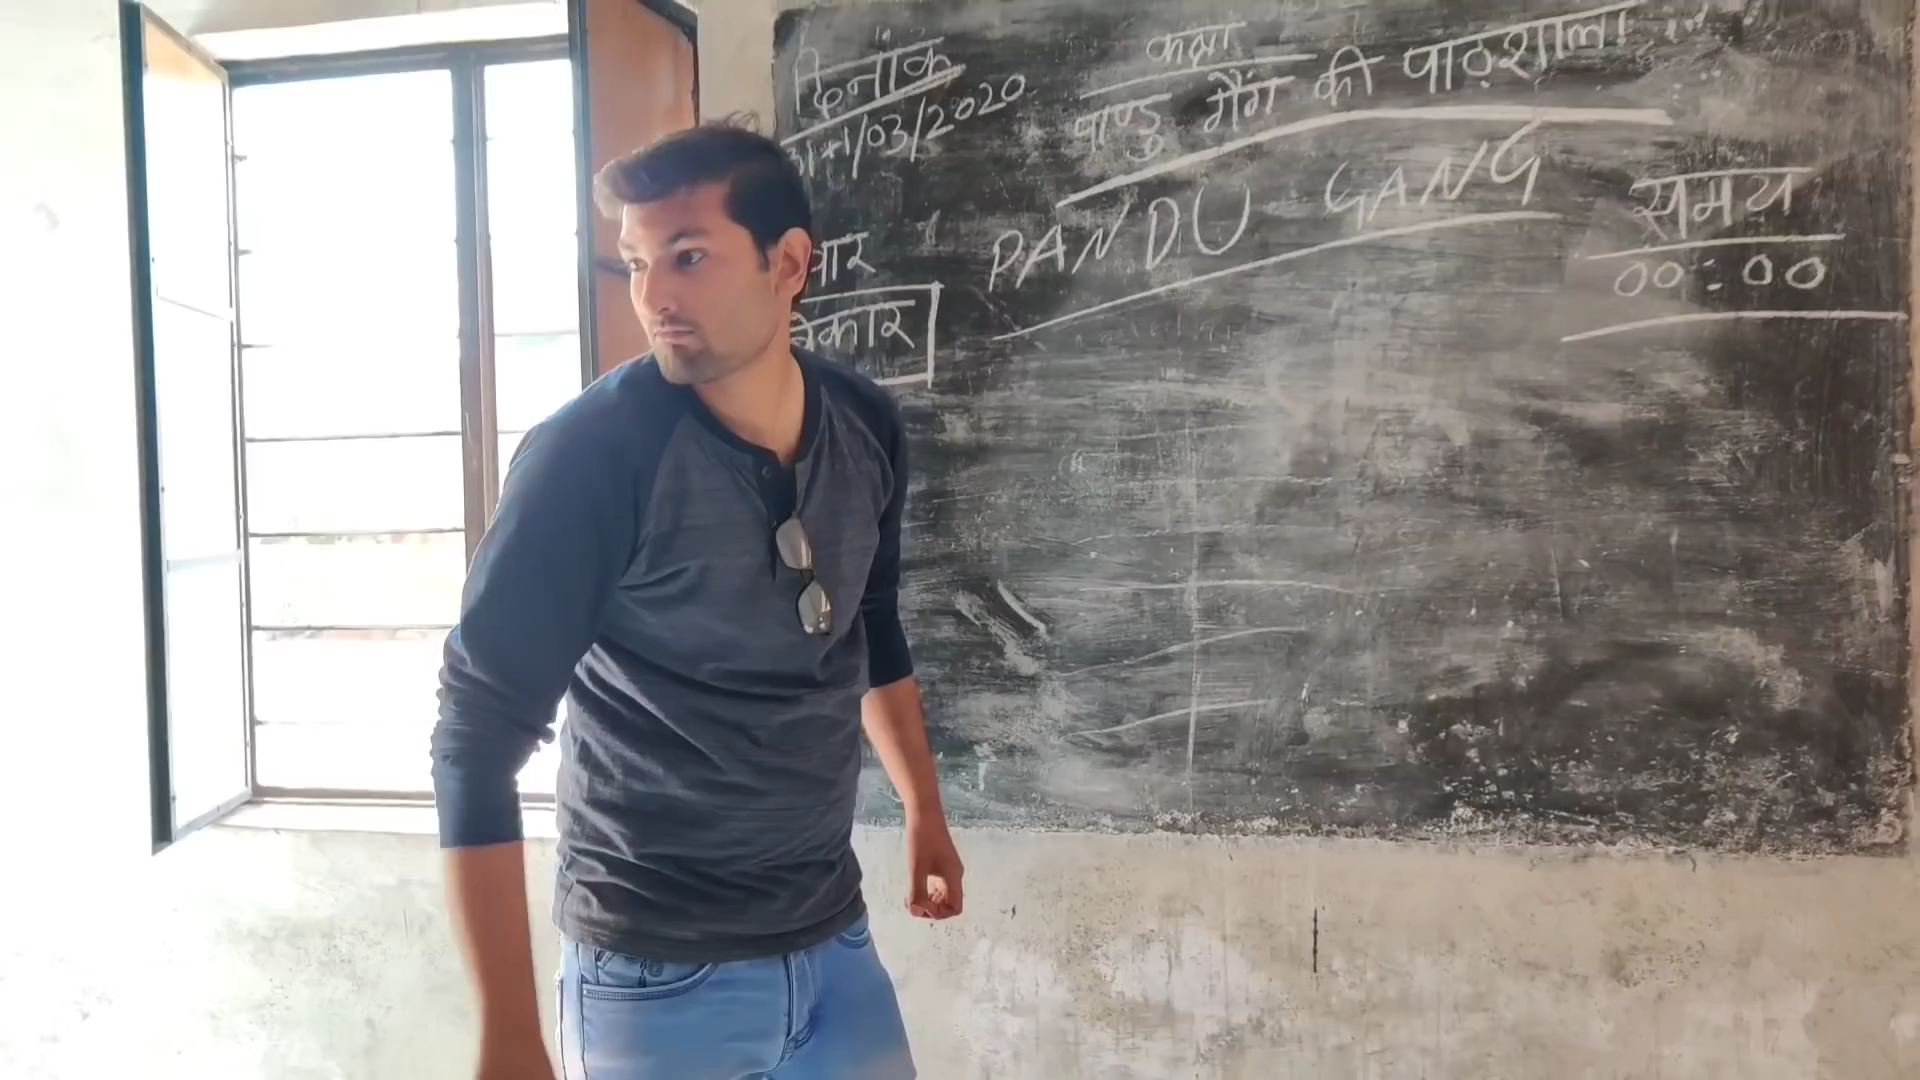 दिनांक
/03/2020
कक्षा
पाण्डु गैंग की पाठशाला
PANDU GANG
वार
बेकार
समय
00:00